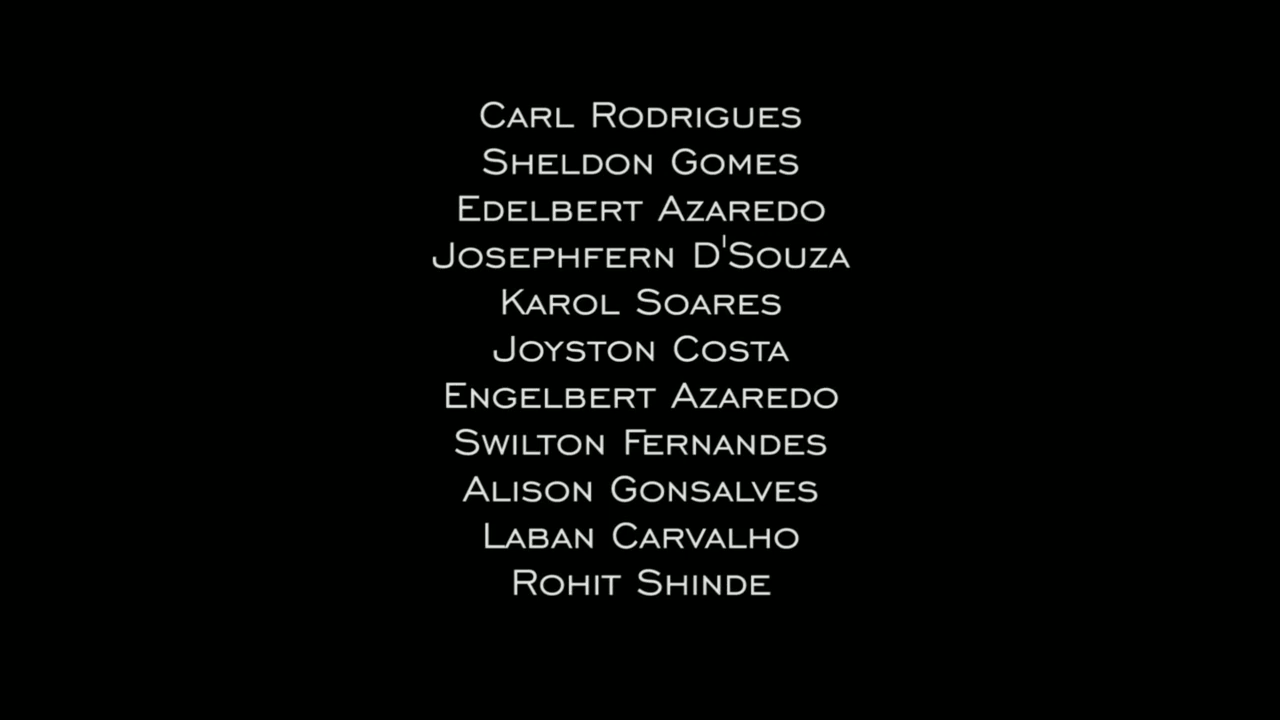 Carl Rodrigues
Sheldon Gomes
Edelbert Azaredo
Josephfern D'Souza
Karol Soares
Joyston Costa
Engelbert Azaredo
Swilton Fernandes
Alison Gonsalves
Laban Carvalho
Rohit Shinde